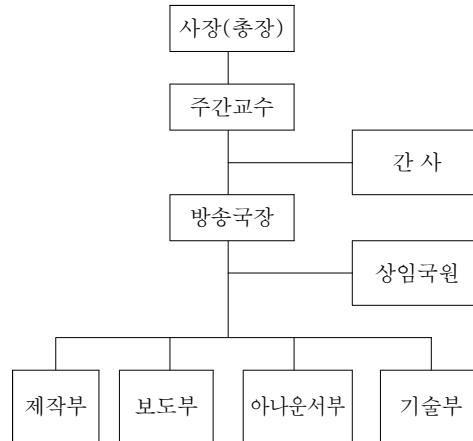 사장(총장)
주간교수
간 사
방송국장
상임국원
제작부
보도부
아나운서부
기술부